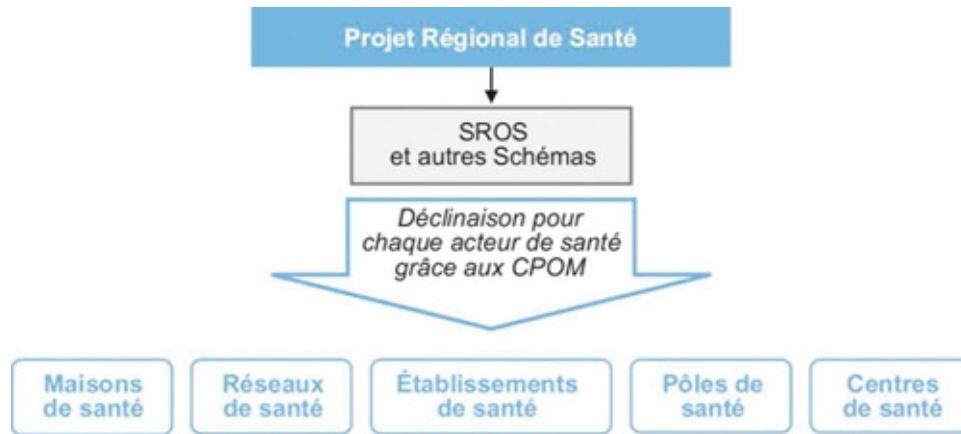 Projet Régional de Santé
SROS
et autres Schémas
Déclinaison pour
chaque acteur de santé
grâce aux CPOM
Maisons
de santé
Réseaux
de santé
Établissements
de santé
Pôles de
santé
Centres
de santé